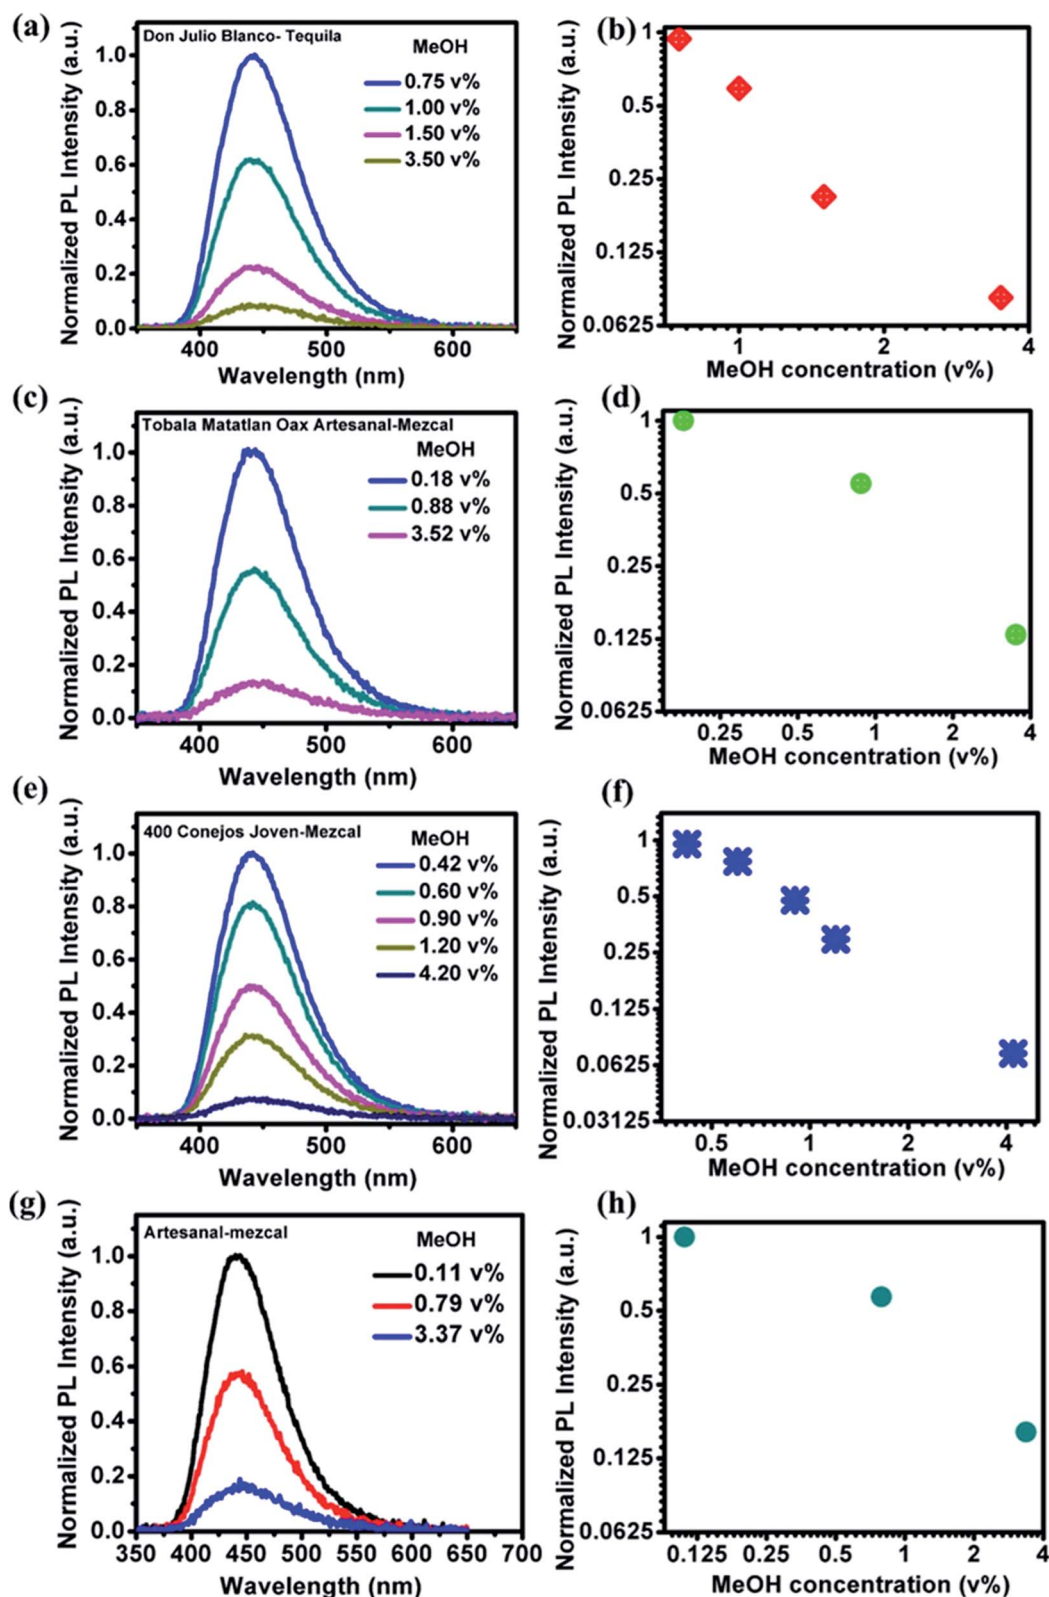 (a)
Normalized PL Intensity (a.u.)
Don Julio Blanco- Tequila
MeOH
0.75 v%
1.00 v%
1.50 v%
3.50 v%
1.0
0.8
0.6
0.4
0.2
0.0
400 500 600
Wavelength (nm)
(b)
Normalized PL Intensity (a.u.)
1
0.5
0.25
0.125
0.0625
1 2 4
MeOH concentration (v%)
(c)
Normalized PL Intensity (a.u.)
Tobala Matatlan Oax Artesanal-Mezcal
MeOH
0.18 v%
0.88 v%
3.52 v%
1.0
0.8
0.6
0.4
0.2
0.0
400 500 600
Wavelength (nm)
(d)
Normalized PL Intensity (a.u.)
1
0.5
0.25
0.125
0.0625
0.25 0.5 1 2 4
MeOH concentration (v%)
(e)
Normalized PL Intensity (a.u.)
400 Conejos Joven-Mezcal
MeOH
0.42 v%
0.60 v%
0.90 v%
1.20 v%
4.20 v%
1.0
0.8
0.6
0.4
0.2
0.0
400 500 600
Wavelength (nm)
(f)
Normalized PL Intensity (a.u.)
1
0.5
0.25
0.125
0.0625
0.03125
0.5 1 2 4
MeOH concentration (v%)
(g)
Normalized PL Intensity (a.u.)
Artesanal-mezcal
MeOH
0.11 v%
0.79 v%
3.37 v%
1.0
0.8
0.6
0.4
0.2
0.0
350 400 450 500 550 600 650 700
Wavelength (nm)
(h)
Normalized PL Intensity (a.u.)
1
0.5
0.25
0.125
0.0625
0.125 0.25 0.5 1 2 4
MeOH concentration (v%)